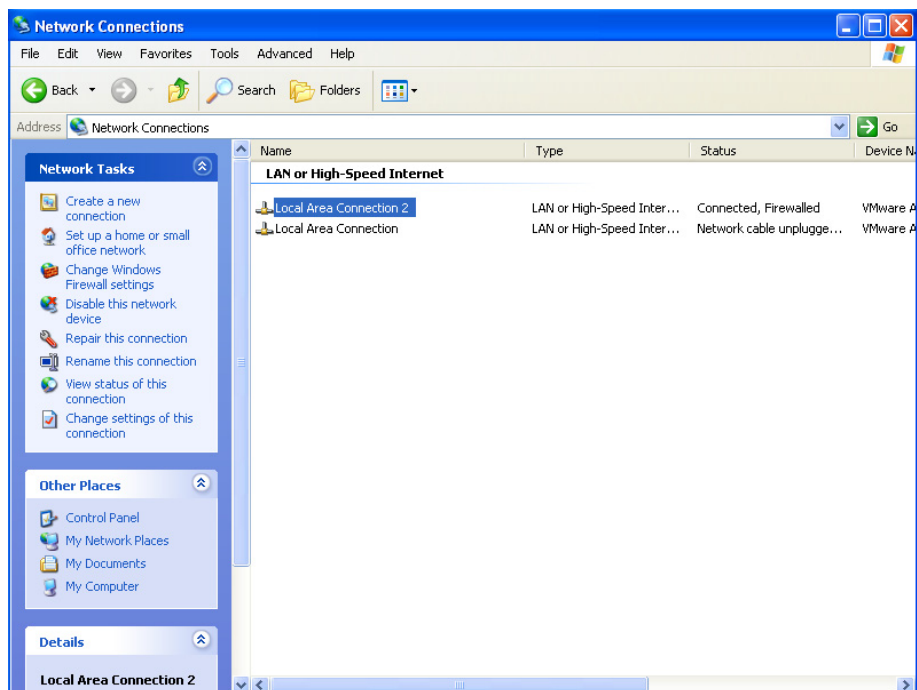 Network Connections
File Edit View Favorites Tools Advanced Help
Back Search Folders
Address Network Connections Go
Network Tasks
Create a new
connection
Set up a home or small
office network
Change Windows
Firewall settings
Disable this network
device
Repair this connection
Rename this connection
View status of this
connection
Change settings of this
connection
Other Places
Control Panel
My Network Places
My Documents
My Computer
Details
Local Area Connection 2
Name Type Status Device N
LAN or High-Speed Internet
Local Area Connection 2 LAN or High-Speed Inter... Connected, Firewalled VMware A
Local Area Connection LAN or High-Speed Inter... Network cable unplugge... VMware A